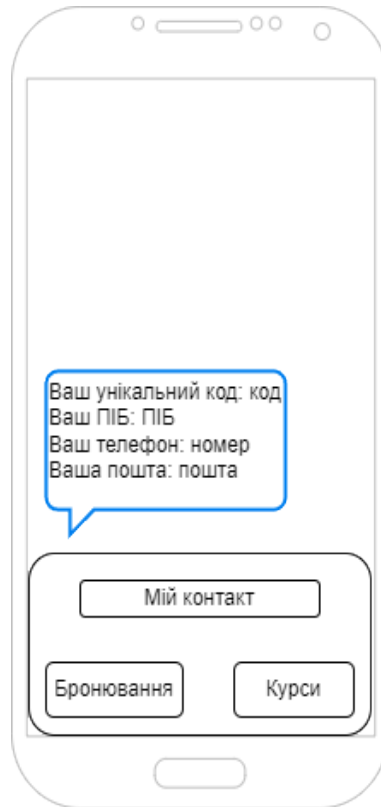 Ваш унікальний код: код
Ваш ПІБ: ПІБ
Ваш телефон: номер
Ваша пошта: пошта
Мій контакт
Бронювання
Курси